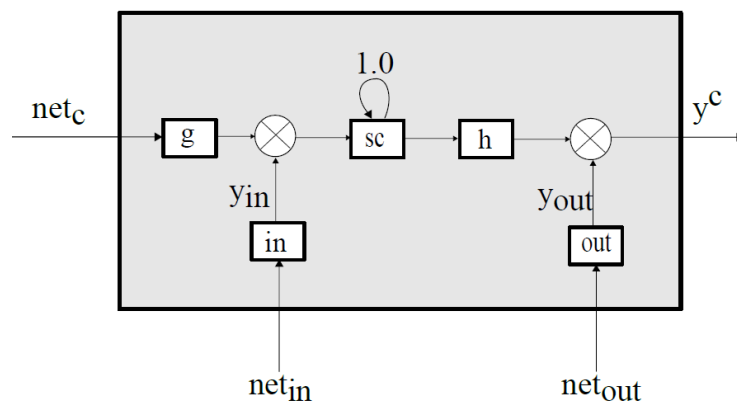 1.0
net_c
g
sc
h
y^c
y_in
y_out
in
out
net_in
net_out